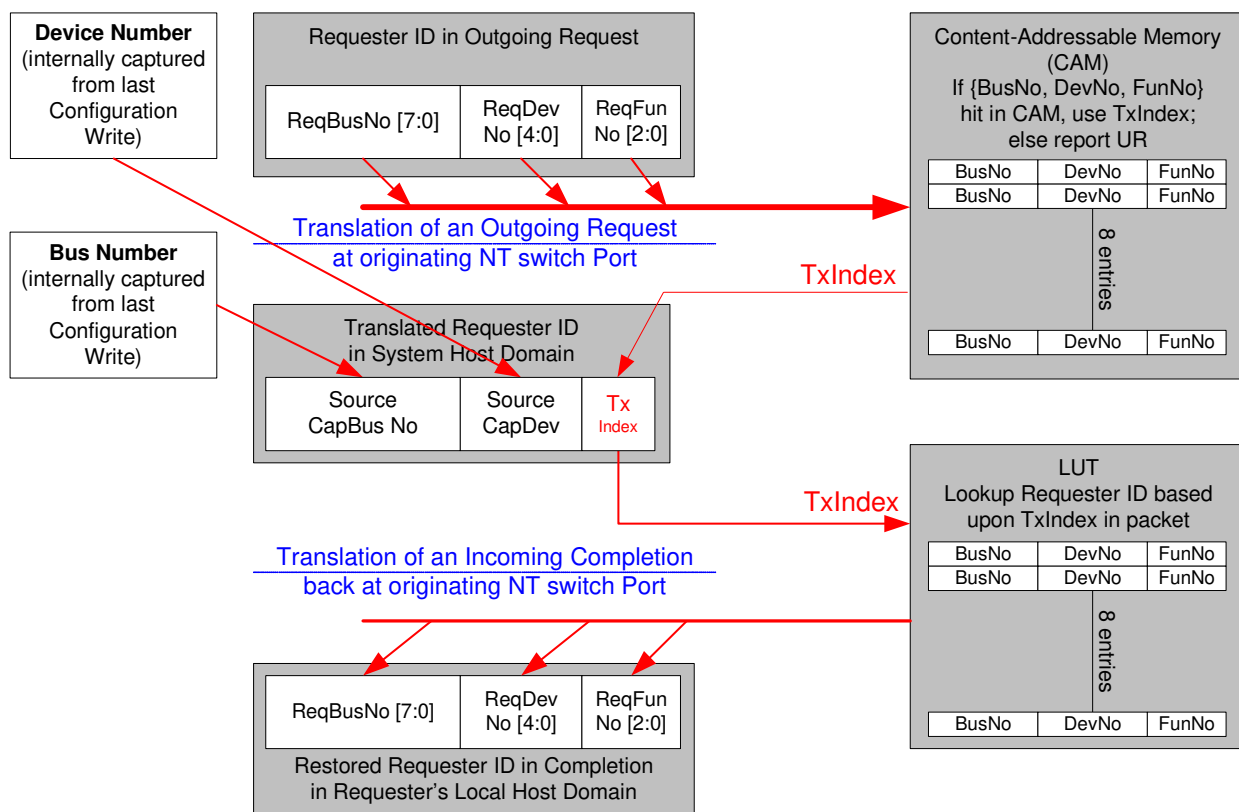 Device Number
(internally captured
from last
Configuration
Write)
Requester ID in Outgoing Request
ReqBusNo [7:0]
ReqDev
No [4:0]
ReqFun
No [2:0]
Content-Addressable Memory
(CAM)
If {BusNo, DevNo, FunNo}
hit in CAM, use TxIndex;
else report UR
BusNo DevNo FunNo
BusNo DevNo FunNo
8 entries
BusNo DevNo FunNo
Translation of an Outgoing Request
at originating NT switch Port
Bus Number
(internally captured
from last
Configuration
Write)
TxIndex
Translated Requester ID
in System Host Domain
Source
CapBus No
Source
CapDev
Tx
Index
TxIndex
LUT
Lookup Requester ID based
upon TxIndex in packet
BusNo DevNo FunNo
BusNo DevNo FunNo
8 entries
BusNo DevNo FunNo
Translation of an Incoming Completion
back at originating NT switch Port
ReqBusNo [7:0]
ReqDev
No [4:0]
ReqFun
No [2:0]
Restored Requester ID in Completion
in Requester's Local Host Domain